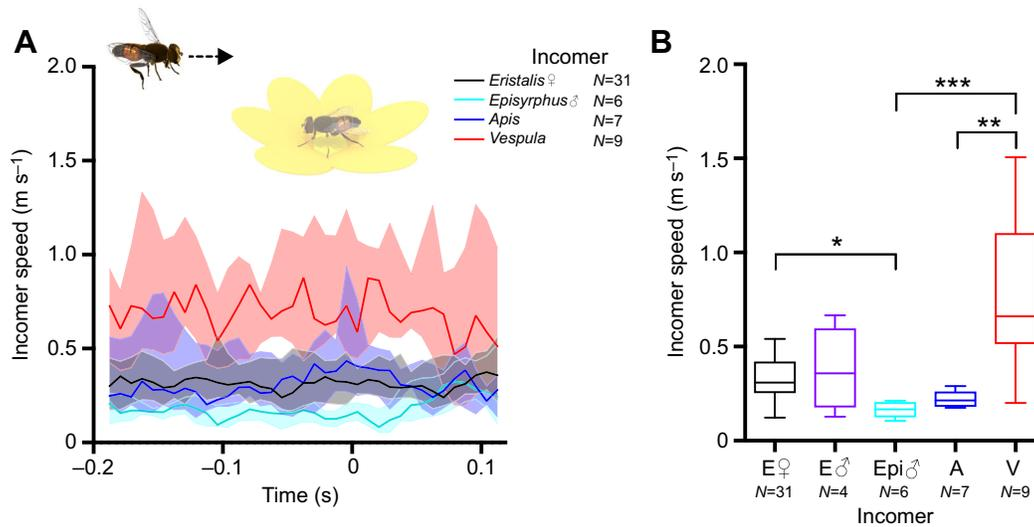 A
Incomer
Eristalis♀ N=31
Episyrphus♂ N=6
Apis N=7
Vespula N=9
Incomer speed (m s–1)
2.0
1.5
1.0
0.5
0
–0.2 –0.1 0 0.1
Time (s)
B
Incomer speed (m s–1)
2.0
1.5
1.0
0.5
0
***
**
*
E♀ E♂ Epi♂ A V
N=31 N=4 N=6 N=7 N=9
Incomer